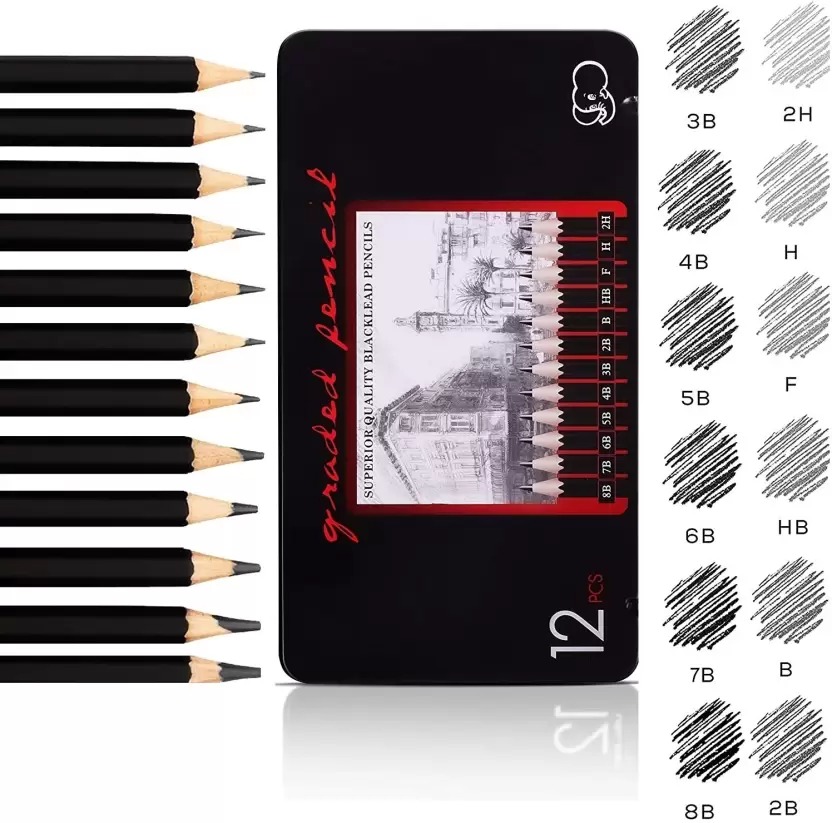 graded pencil
SUPERIOR QUALITY BLACKLEAD PENCILS
2H
H
F
HB
B
2B
3B
4B
5B
6B
7B
8B
12 PCS
3B
2H
4B
H
5B
F
6B
HB
7B
B
8B
2B